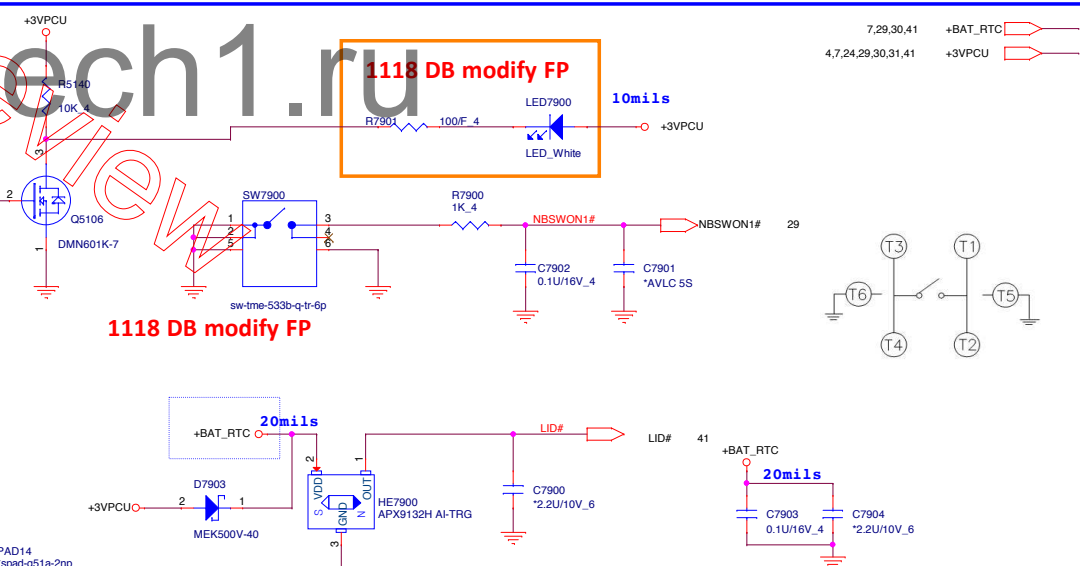 +3VPCU
7,29,30,41 +BAT_RTC
4,7,24,29,30,31,41 +3VPCU
ech1.ru
1118 DB modify FP
R5140
10K_4
LED7900
10mils
R7901 100/F_4
+3VPCU
LED_White
3
view
2
Q5106
SW7900
R7900
1K_4
1 3
NBSWON1#
NBSWON1# 29
2 4
5 6
DMN601K-7
1
C7902
0.1U/16V_4
C7901
*AVLC 5S
T3 T1
T6 T5
T4 T2
sw-tme-533b-q-tr-6p
1118 DB modify FP
20mils
+BAT_RTC
LID#
LID# 41
+BAT_RTC
20mils
2 1
D7903
+3VPCU 2 1
MEK500V-40
VDD OUT
S GND N
HE7900
APX9132H AI-TRG
3
C7900
*2.2U/10V_6
C7903
0.1U/16V_4
C7904
*2.2U/10V_6
PAD14
spad-g51a-2np